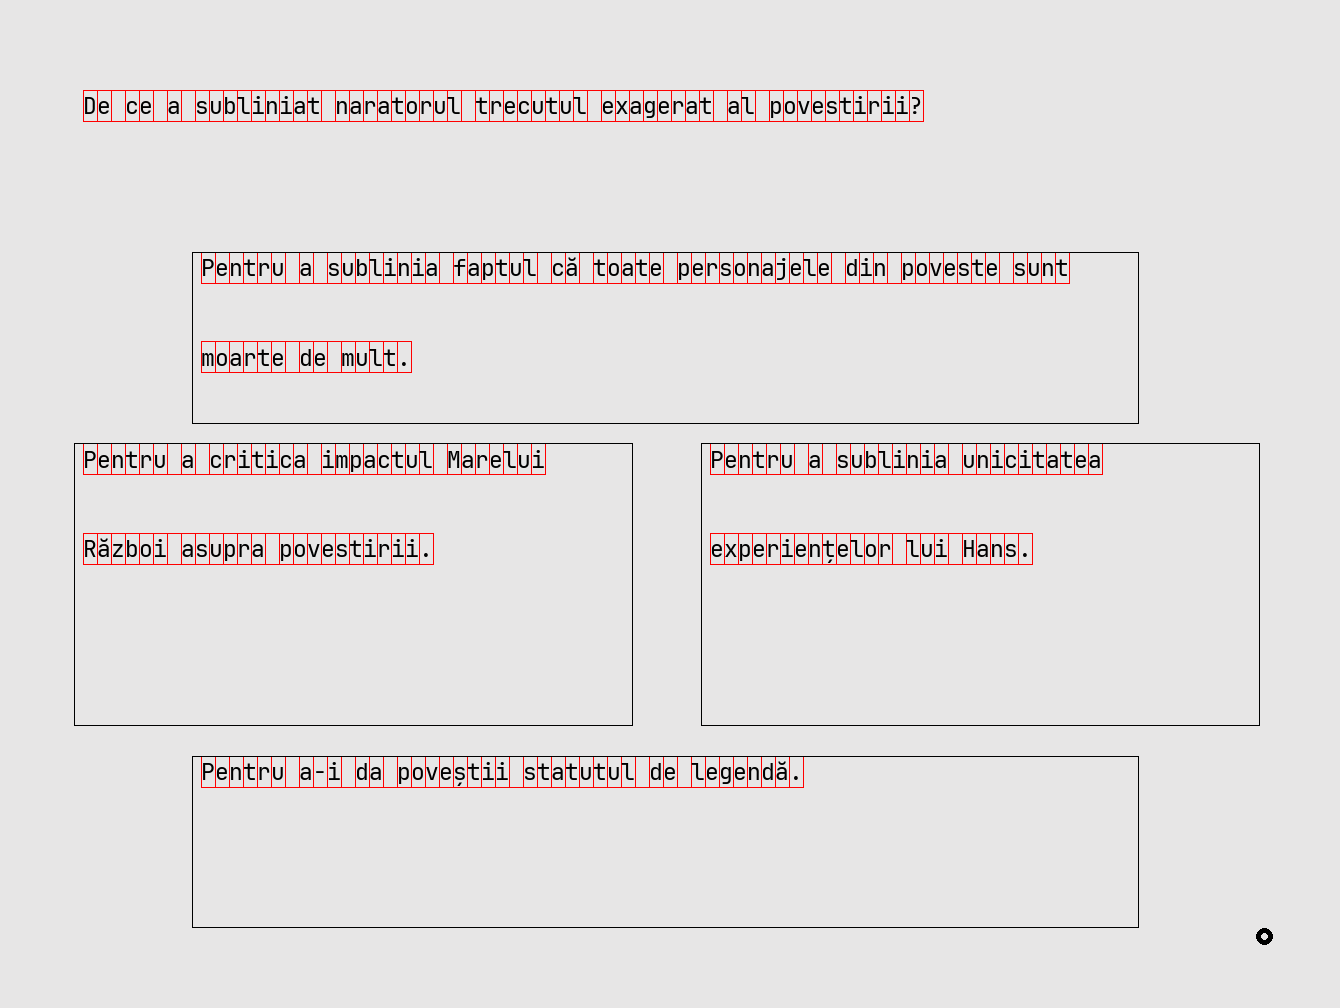 De ce a subliniat naratorul trecutul exagerat al povestirii?
Pentru a sublinia faptul că toate personajele din poveste sunt
moarte de mult.
Pentru a critica impactul Marelui
Război asupra povestirii.
Pentru a sublinia unicitatea
experiențelor lui Hans.
Pentru a-i da poveștii statutul de legendă.